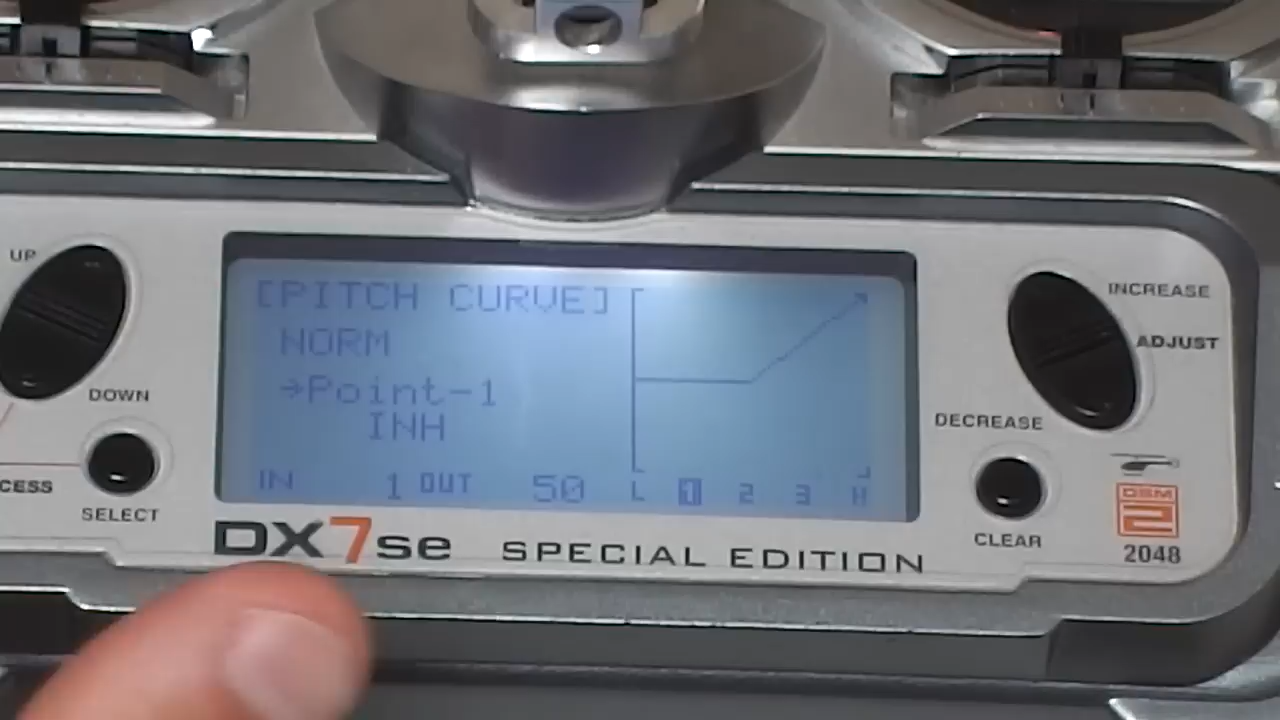 UP
DOWN
CESS
SELECT
[PITCH CURVE]
NORM
→Point-1
INH
IN 1 OUT 50
L 1 2 3 H
DX7se SPECIAL EDITION
INCREASE
ADJUST
DECREASE
CLEAR
DSM
2
2048